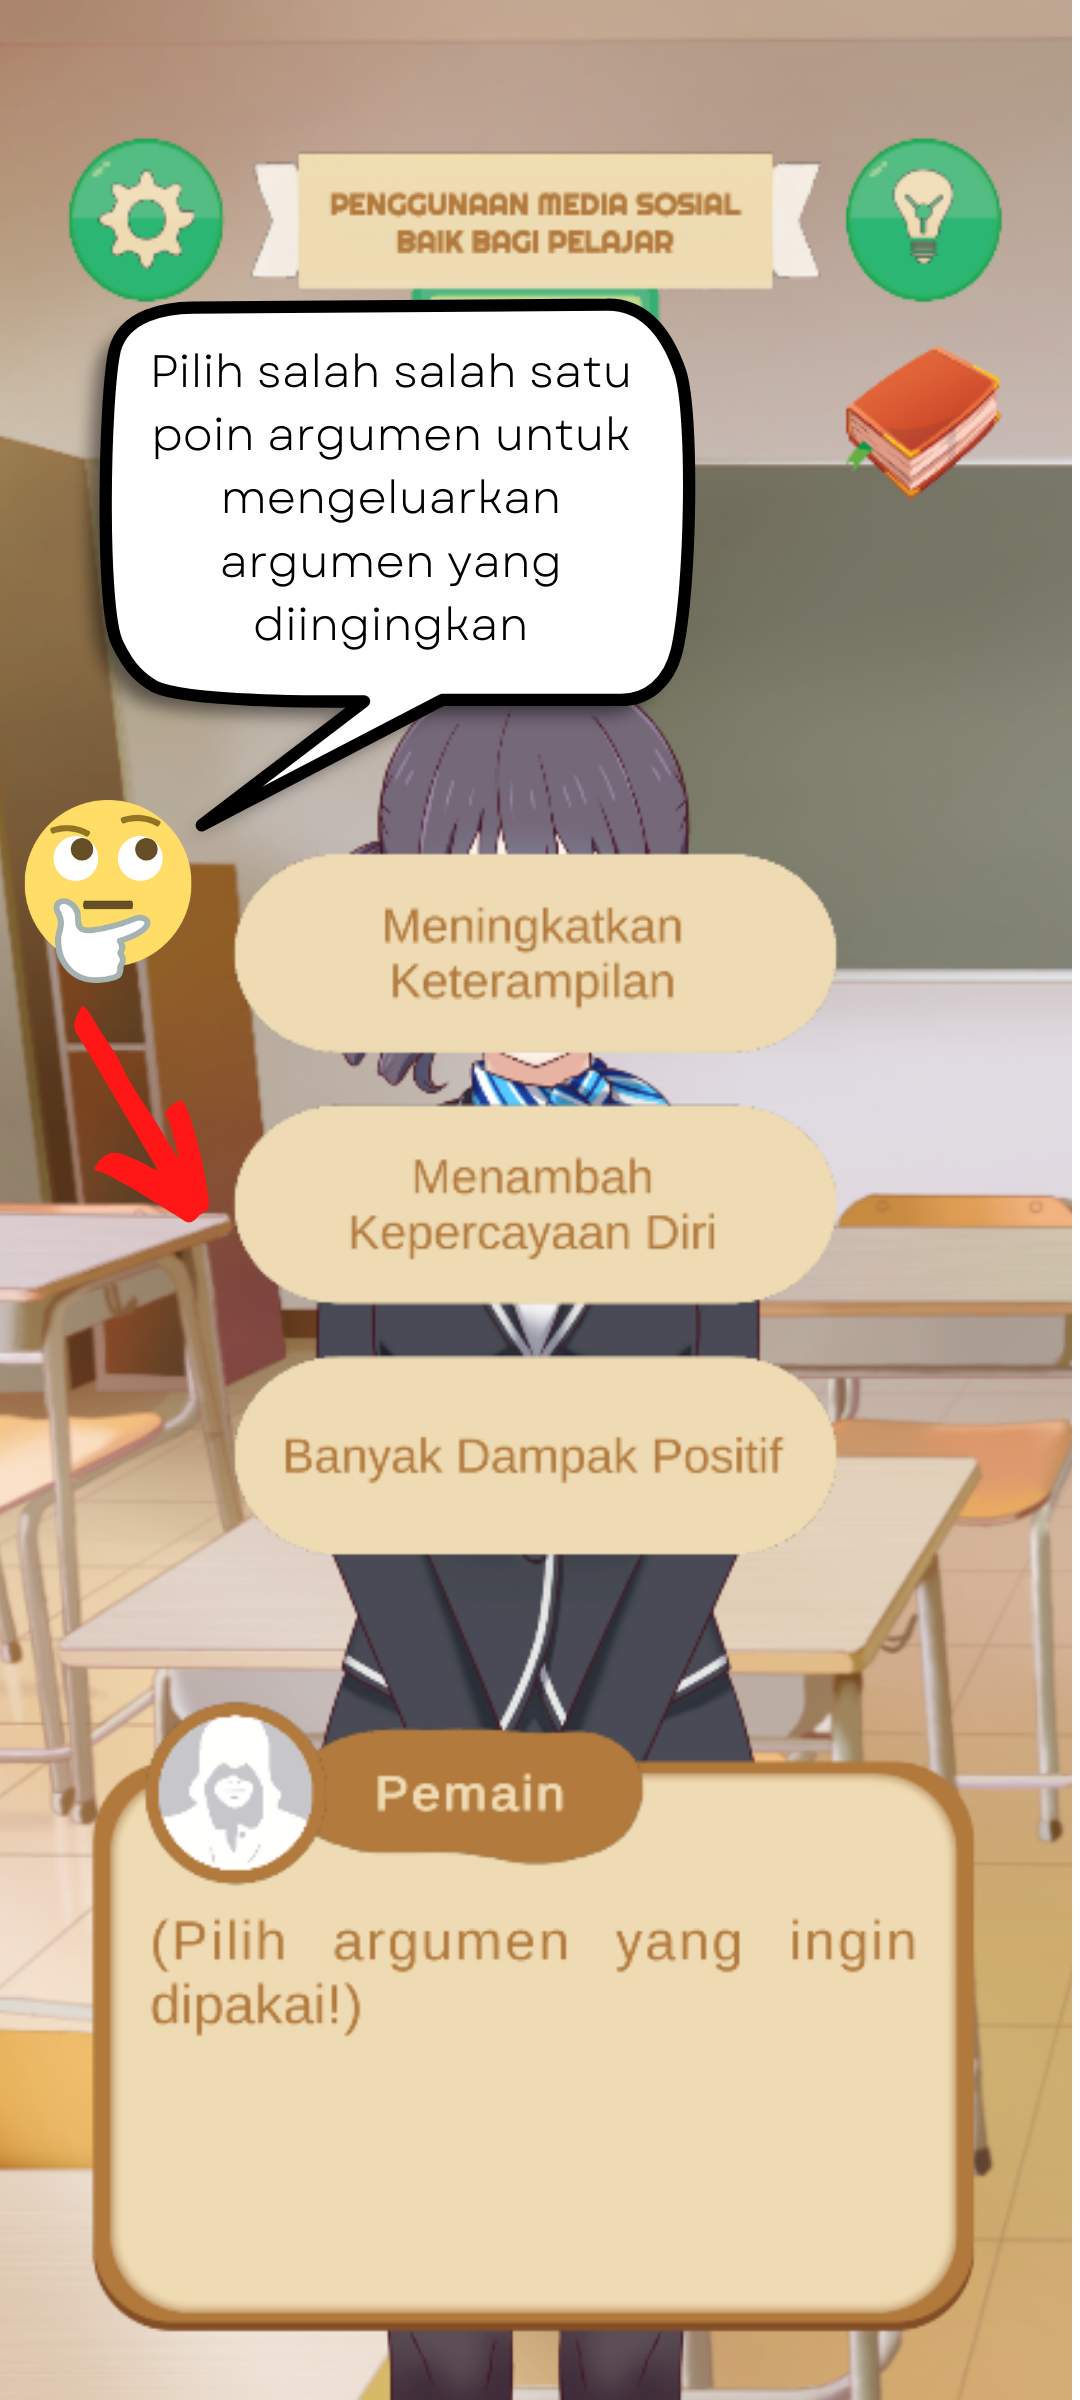 PENGGUNAAN MEDIA SOSIAL
BAIK BAGI PELAJAR
Pilih salah salah satu
poin argumen untuk
mengeluarkan
argumen yang
diingingkan
Meningkatkan
Keterampilan
Menambah
Kepercayaan Diri
Banyak Dampak Positif
Pemain
(Pilih argumen yang ingin
dipakai!)